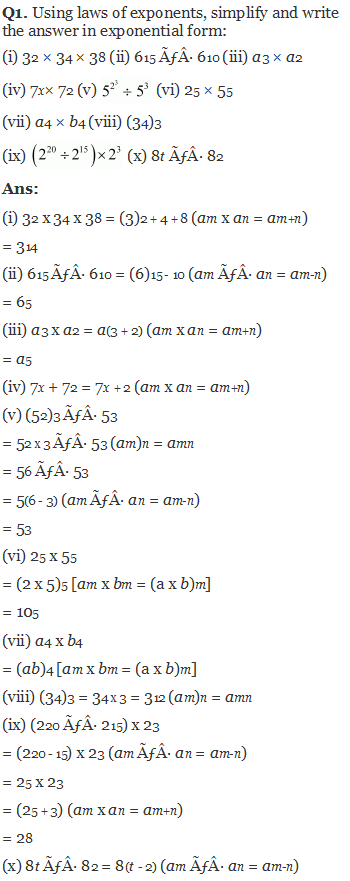 Q1. Using laws of exponents, simplify and write
the answer in exponential form:
(i) 32 × 34 × 38 (ii) 615 Ãƒ· 610 (iii) a3 × a2
(iv) 7x× 72 (v) 5^2^3 ÷ 5^3 (vi) 25 × 55
(vii) a4 × b4 (viii) (34)3
(ix) (2^20 ÷ 2^15) × 2^3 (x) 8t ÃƒÂ· 82
Ans:
(i) 32 x 34 x 38 = (3)2 + 4 + 8 (am x an = am+n)
= 314
(ii) 615 ÃƒÂ· 610 = (6)15 - 10 (am ÃƒÂ· an = am-n)
= 65
(iii) a3 x a2 = a(3 + 2) (am x an = am+n)
= a5
(iv) 7x + 72 = 7x +2 (am x an = am+n)
(v) (52)3 ÃƒÂ· 53
= 52 x 3 ÃƒÂ· 53 (am)n = amn
= 56 ÃƒÂ· 53
= 5(6 - 3) (am ÃƒÂ· an = am-n)
= 53
(vi) 25 x 55
= (2 x 5)5 [am x bm = (a x b)m]
= 105
(vii) a4 x b4
= (ab)4 [am x bm = (a x b)m]
(viii) (34)3 = 34 x 3 = 312 (am)n = amn
(ix) (220 ÃƒÂ· 215) x 23
= (220 - 15) x 23 (am ÃƒÂ· an = am-n)
= 25 x 23
= (25 + 3) (am x an = am+n)
= 28
(x) 8t ÃƒÂ· 82 = 8(t - 2) (am ÃƒÂ· an = am-n)